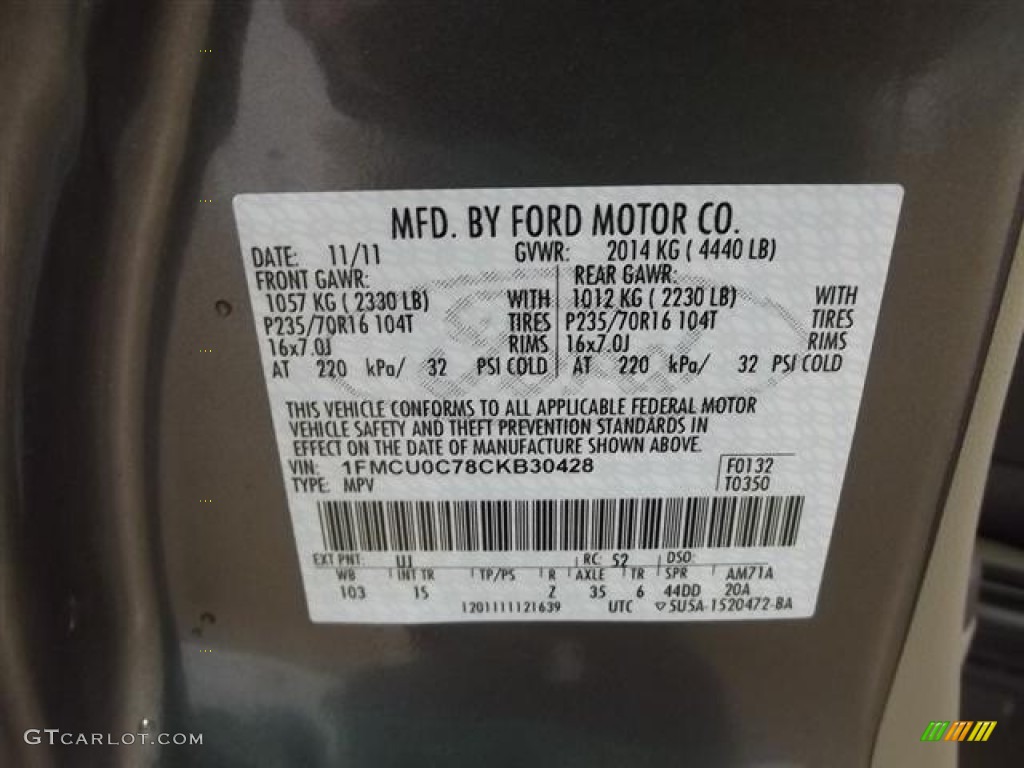 MFD. BY FORD MOTOR CO.
DATE: 11/11 GVWR: 2014 KG ( 4440 LB)
FRONT GAWR: REAR GAWR:
1057 KG ( 2330 LB) WITH 1012 KG ( 2230 LB) WITH
P235/70R16 104T TIRES P235/70R16 104T TIRES
16x7.0J RIMS 16x7.0J RIMS
AT 220 kPa/ 32 PSI COLD AT 220 kPa/ 32 PSI COLD
THIS VEHICLE CONFORMS TO ALL APPLICABLE FEDERAL MOTOR
VEHICLE SAFETY AND THEFT PREVENTION STANDARDS IN
EFFECT ON THE DATE OF MANUFACTURE SHOWN ABOVE.
VIN: 1FMCU0C78CKB30428 F0132
TYPE: MPV T0350
EXT PNT: UJ RC: 52 DSO:
WB INT TR TP/PS R AXLE TR SPR AM71A
103 15 2 35 6 44DD 20A
1201111121639 UTC ▽5U5A-1520472-BA
GTCARLOT.COM